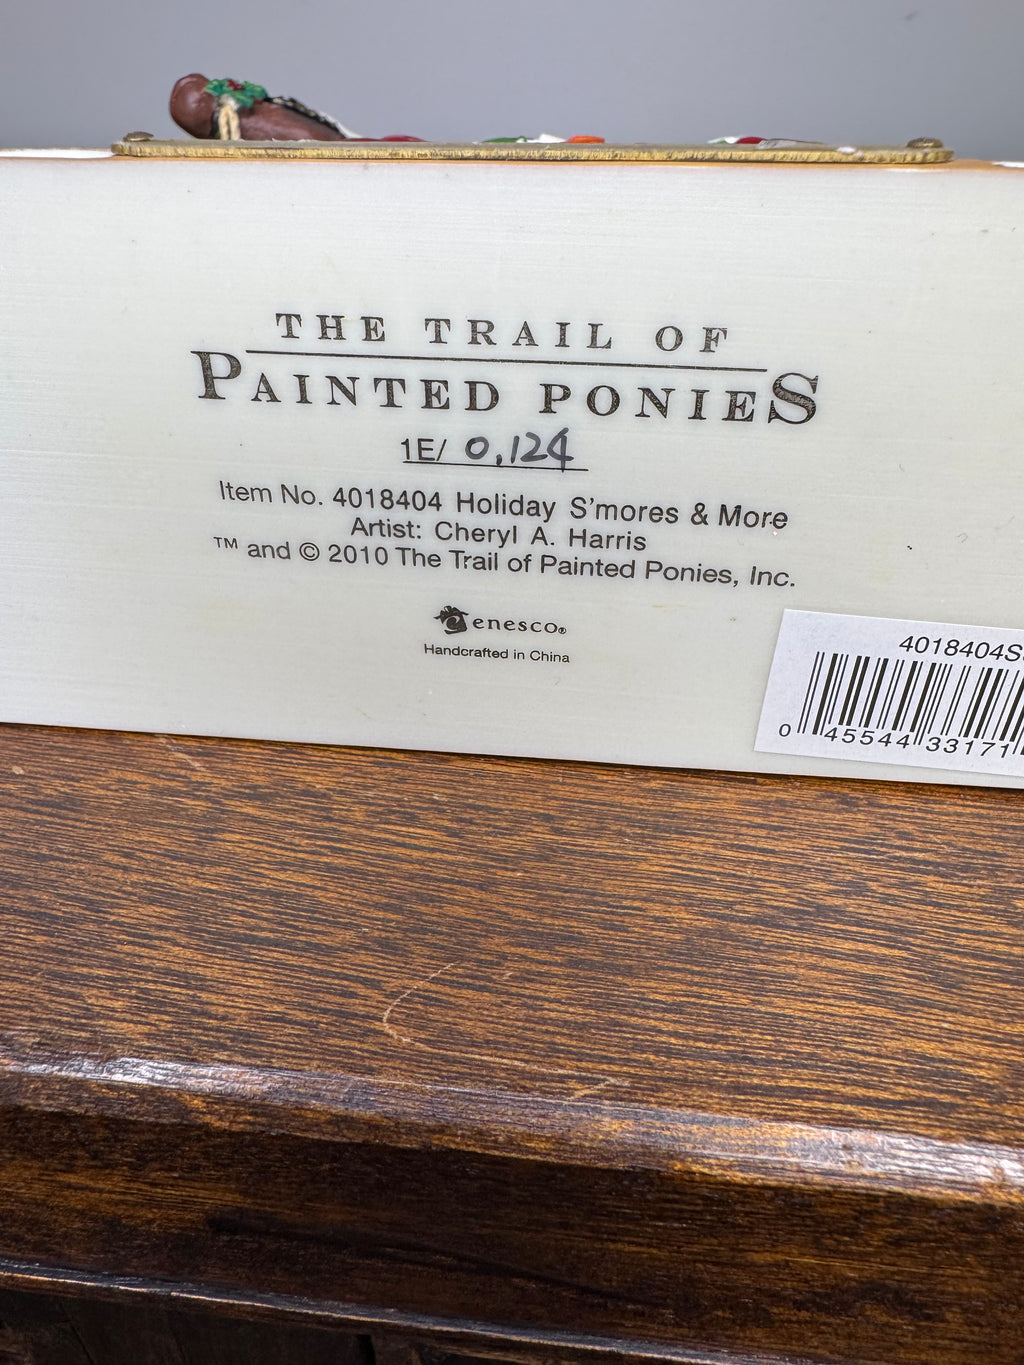 THE TRAIL OF
PAINTED PONIES
1E/ 0,124
Item No. 4018404 Holiday S'mores & More
Artist: Cheryl A. Harris
™ and © 2010 The Trail of Painted Ponies, Inc.
enesco®
Handcrafted in China
4018404S
0 45544 33171